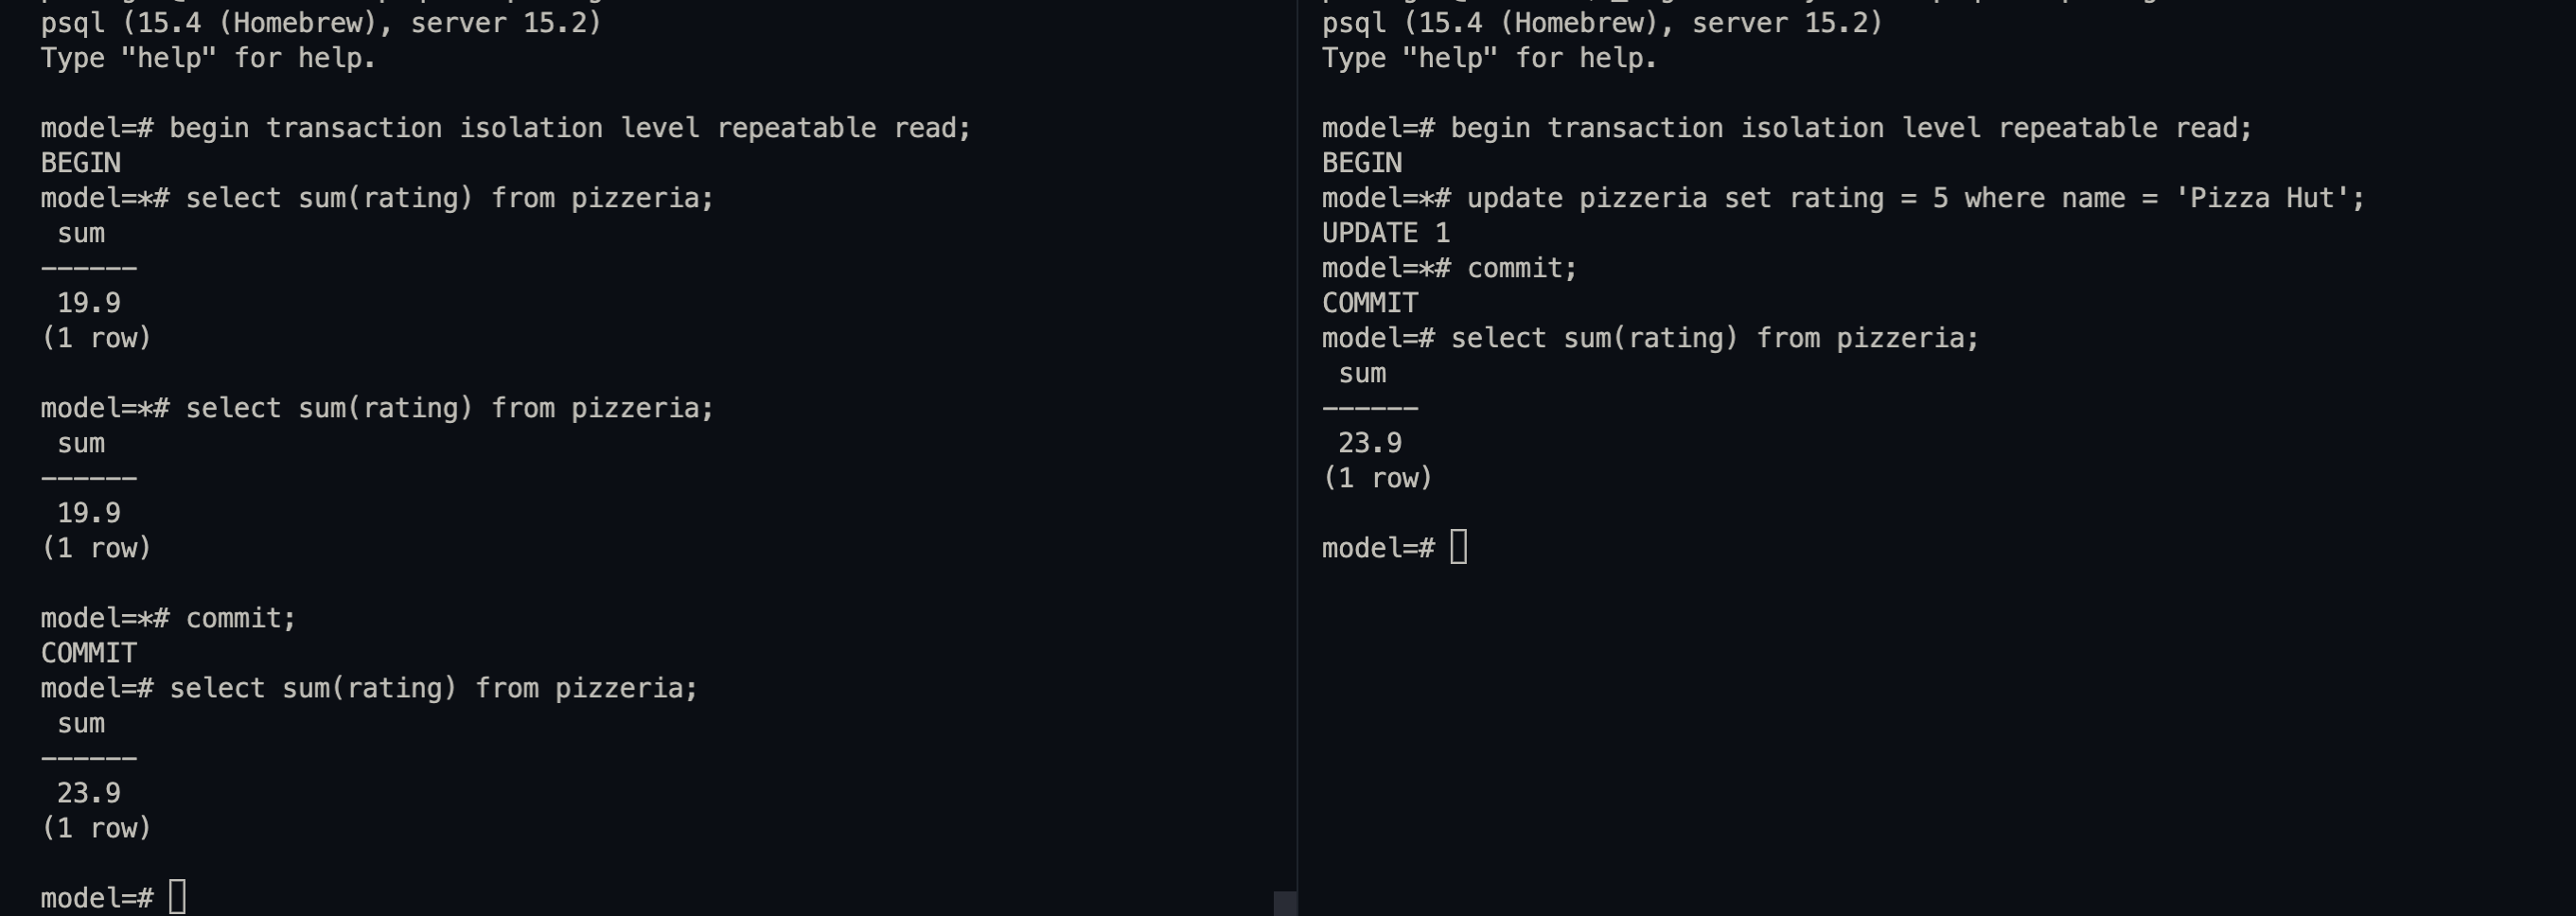 psql (15.4 (Homebrew), server 15.2)
Type "help" for help.
model=# begin transaction isolation level repeatable read;
BEGIN
model=*# select sum(rating) from pizzeria;
sum
------
19.9
(1 row)
model=*# select sum(rating) from pizzeria;
sum
------
19.9
(1 row)
model=*# commit;
COMMIT
model=# select sum(rating) from pizzeria;
sum
------
23.9
(1 row)
model=#
psql (15.4 (Homebrew), server 15.2)
Type "help" for help.
model=# begin transaction isolation level repeatable read;
BEGIN
model=*# update pizzeria set rating = 5 where name = 'Pizza Hut';
UPDATE 1
model=*# commit;
COMMIT
model=# select sum(rating) from pizzeria;
sum
------
23.9
(1 row)
model=#